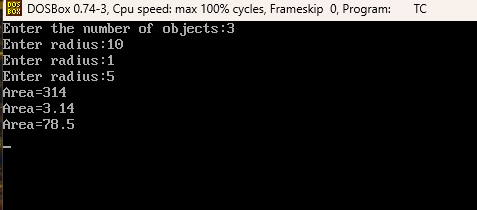 DOSBox 0.74-3, Cpu speed: max 100% cycles, Frameskip 0, Program: TC
Enter the number of objects:3
Enter radius:10
Enter radius:1
Enter radius:5
Area=314
Area=3.14
Area=78.5